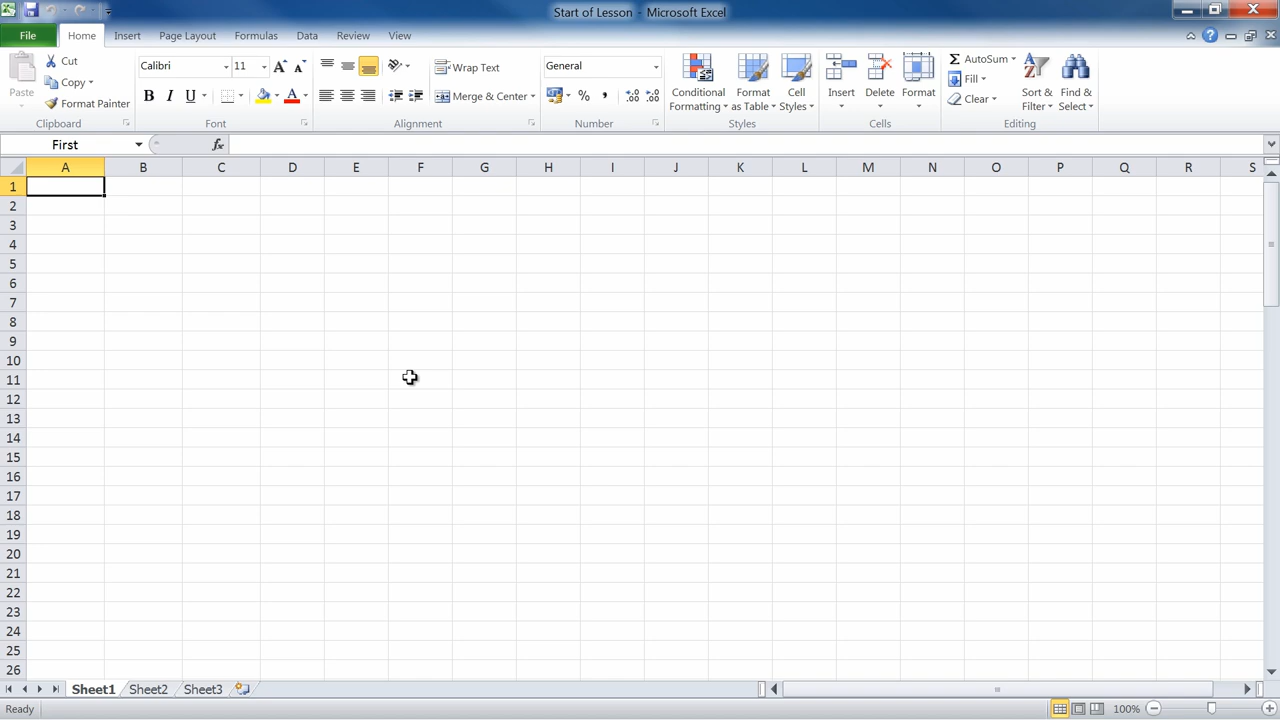 Start of Lesson - Microsoft Excel
File Home Insert Page Layout Formulas Data Review View
Paste
Cut
Copy
Format Painter
Clipboard
Calibri 11
B I U A
Font
Wrap Text
Merge & Center
Alignment
General
% ,
Number
Conditional Formatting
Format as Table
Cell Styles
Styles
Insert
Delete
Format
Cells
AutoSum
Fill
Clear
Sort & Filter
Find & Select
Editing
First fx
A B C D E F G H I J K L M N O P Q R S
1
2
3
4
5
6
7
8
9
10
11
12
13
14
15
16
17
18
19
20
21
22
23
24
25
26
Sheet1 Sheet2 Sheet3
Ready 100%